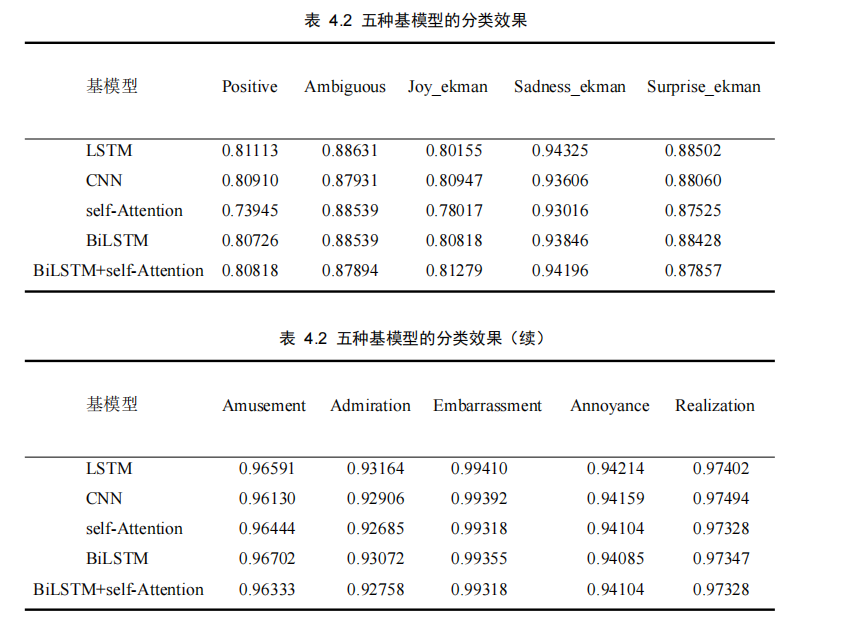 表 4.2 五种基模型的分类效果
基模型 Positive Ambiguous Joy_ekman Sadness_ekman Surprise_ekman
LSTM 0.81113 0.88631 0.80155 0.94325 0.88502
CNN 0.80910 0.87931 0.80947 0.93606 0.88060
self-Attention 0.73945 0.88539 0.78017 0.93016 0.87525
BiLSTM 0.80726 0.88539 0.80818 0.93846 0.88428
BiLSTM+self-Attention 0.80818 0.87894 0.81279 0.94196 0.87857
表 4.2 五种基模型的分类效果（续）
基模型 Amusement Admiration Embarrassment Annoyance Realization
LSTM 0.96591 0.93164 0.99410 0.94214 0.97402
CNN 0.96130 0.92906 0.99392 0.94159 0.97494
self-Attention 0.96444 0.92685 0.99318 0.94104 0.97328
BiLSTM 0.96702 0.93072 0.99355 0.94085 0.97347
BiLSTM+self-Attention 0.96333 0.92758 0.99318 0.94104 0.97328